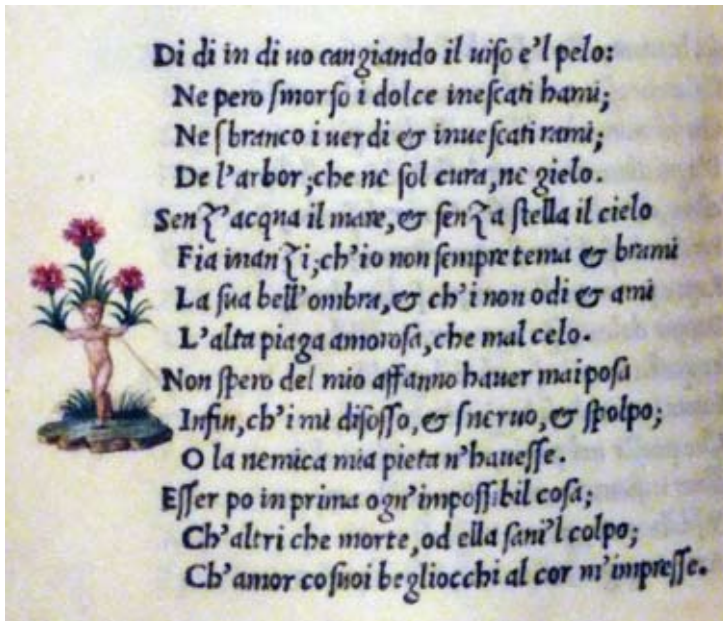 Di di in di uo cangiando il uiso e'l pelo:
Ne pero smorso i dolce inescati hami;
Ne sbranco i uerdi & inuescati rami;
De l'arbor; che ne sol cura, ne gielo.
Senz'acqua il mare, & senza stella il cielo
Fia inanzi; ch'io non sempre tema & brami
La sua bell'ombra, & ch'i non odi & ami
L'alta piaga amorosa, che mal celo.
Non spero del mio affanno hauer mai posa
Infin, ch'i mi disosso, & sneruo, & spolpo;
O la nemica mia pieta n'hauesse.
Esser po in prima ogn'impossibil cosa;
Ch'altri che morte, od ella sani'l colpo;
Ch'amor co suoi begliocchi al cor m'impresse.